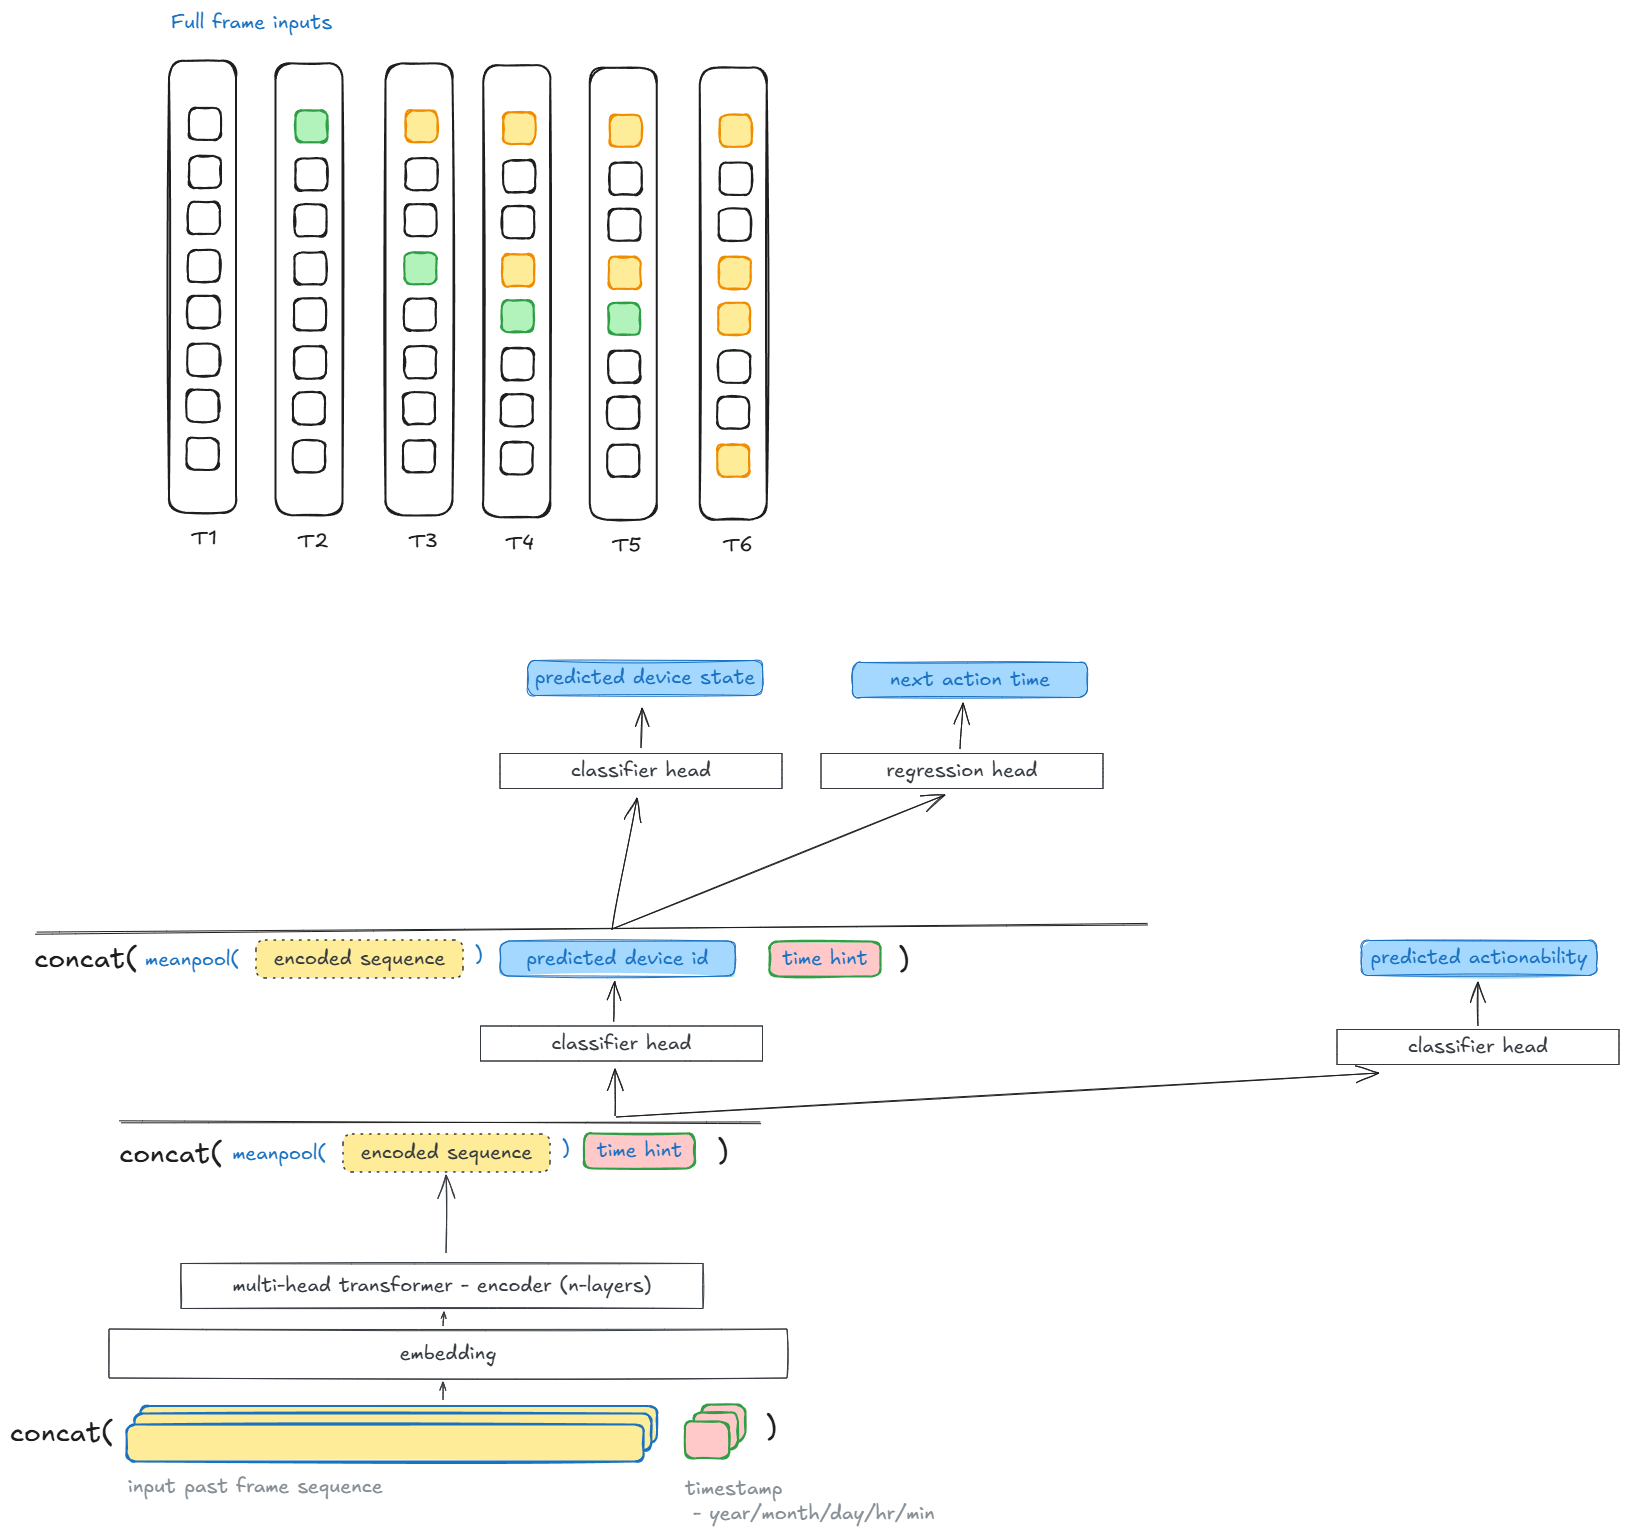 Full frame inputs
T1 T2 T3 T4 T5 T6
predicted device state
next action time
classifier head
regression head
concat( meanpool( encoded sequence ) predicted device id time hint )
predicted actionability
classifier head
classifier head
concat( meanpool( encoded sequence ) time hint )
multi-head transformer - encoder (n-layers)
embedding
concat( )
input past frame sequence
timestamp
- year/month/day/hr/min